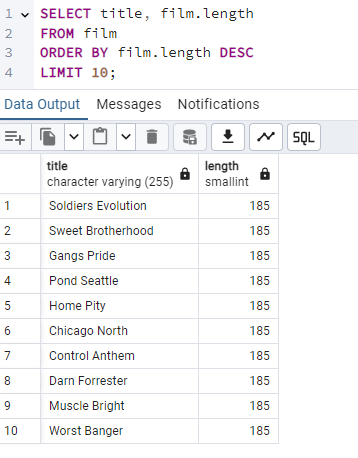 1 SELECT title, film.length
2 FROM film
3 ORDER BY film.length DESC
4 LIMIT 10;
Data Output Messages Notifications
SQL
title length
character varying (255) smallint
1 Soldiers Evolution 185
2 Sweet Brotherhood 185
3 Gangs Pride 185
4 Pond Seattle 185
5 Home Pity 185
6 Chicago North 185
7 Control Anthem 185
8 Darn Forrester 185
9 Muscle Bright 185
10 Worst Banger 185